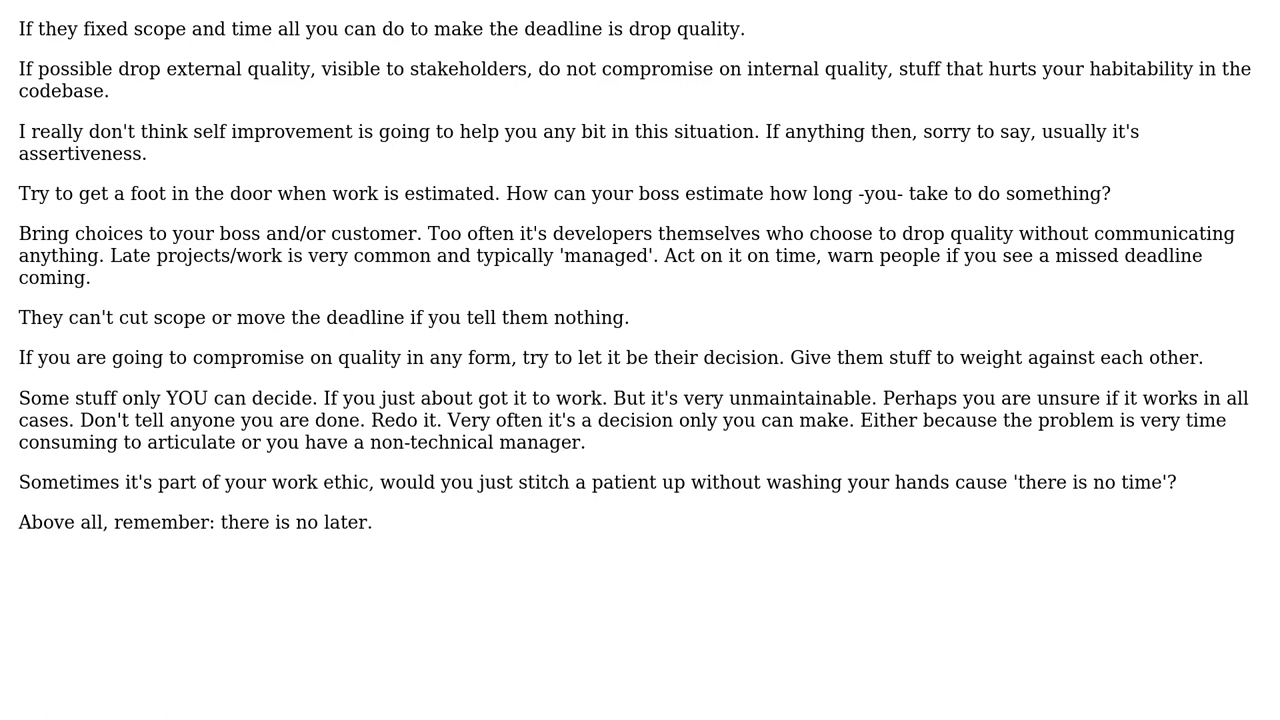 If they fixed scope and time all you can do to make the deadline is drop quality.
If possible drop external quality, visible to stakeholders, do not compromise on internal quality, stuff that hurts your habitability in the
codebase.
I really don't think self improvement is going to help you any bit in this situation. If anything then, sorry to say, usually it's
assertiveness.
Try to get a foot in the door when work is estimated. How can your boss estimate how long -you- take to do something?
Bring choices to your boss and/or customer. Too often it's developers themselves who choose to drop quality without communicating
anything. Late projects/work is very common and typically 'managed'. Act on it on time, warn people if you see a missed deadline
coming.
They can't cut scope or move the deadline if you tell them nothing.
If you are going to compromise on quality in any form, try to let it be their decision. Give them stuff to weight against each other.
Some stuff only YOU can decide. If you just about got it to work. But it's very unmaintainable. Perhaps you are unsure if it works in all
cases. Don't tell anyone you are done. Redo it. Very often it's a decision only you can make. Either because the problem is very time
consuming to articulate or you have a non-technical manager.
Sometimes it's part of your work ethic, would you just stitch a patient up without washing your hands cause 'there is no time'?
Above all, remember: there is no later.